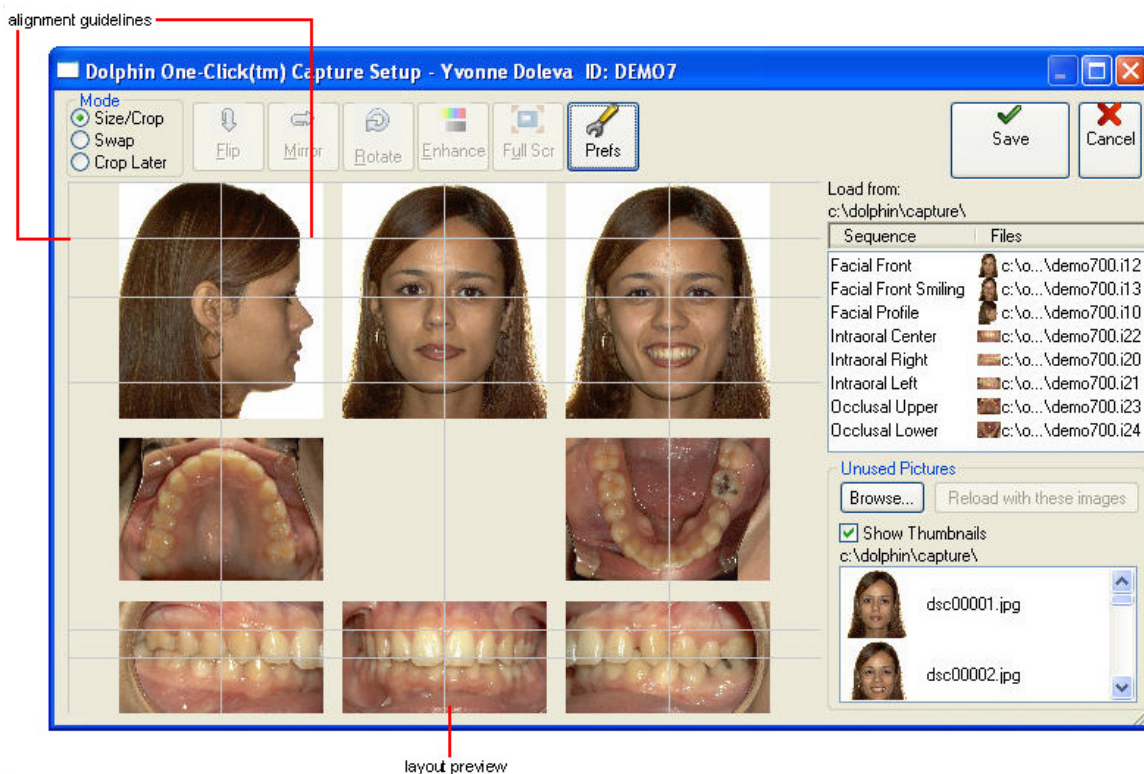 alignment guidelines
Dolphin One-Click(tm) Capture Setup - Yvonne Doleva ID: DEMO7
Mode
Size/Crop
Swap
Crop Later
Flip
Mirror
Rotate
Enhance
Full Scr
Prefs
Save
Cancel
Load from:
c:\dolphin\capture\
Sequence Files
Facial Front c:\o...\demo700.i12
Facial Front Smiling c:\o...\demo700.i13
Facial Profile c:\o...\demo700.i10
Intraoral Center c:\o...\demo700.i22
Intraoral Right c:\o...\demo700.i20
Intraoral Left c:\o...\demo700.i21
Occlusal Upper c:\o...\demo700.i23
Occlusal Lower c:\o...\demo700.i24
Unused Pictures
Browse... Reload with these images
Show Thumbnails
c:\dolphin\capture\
dsc00001.jpg
dsc00002.jpg
layout preview